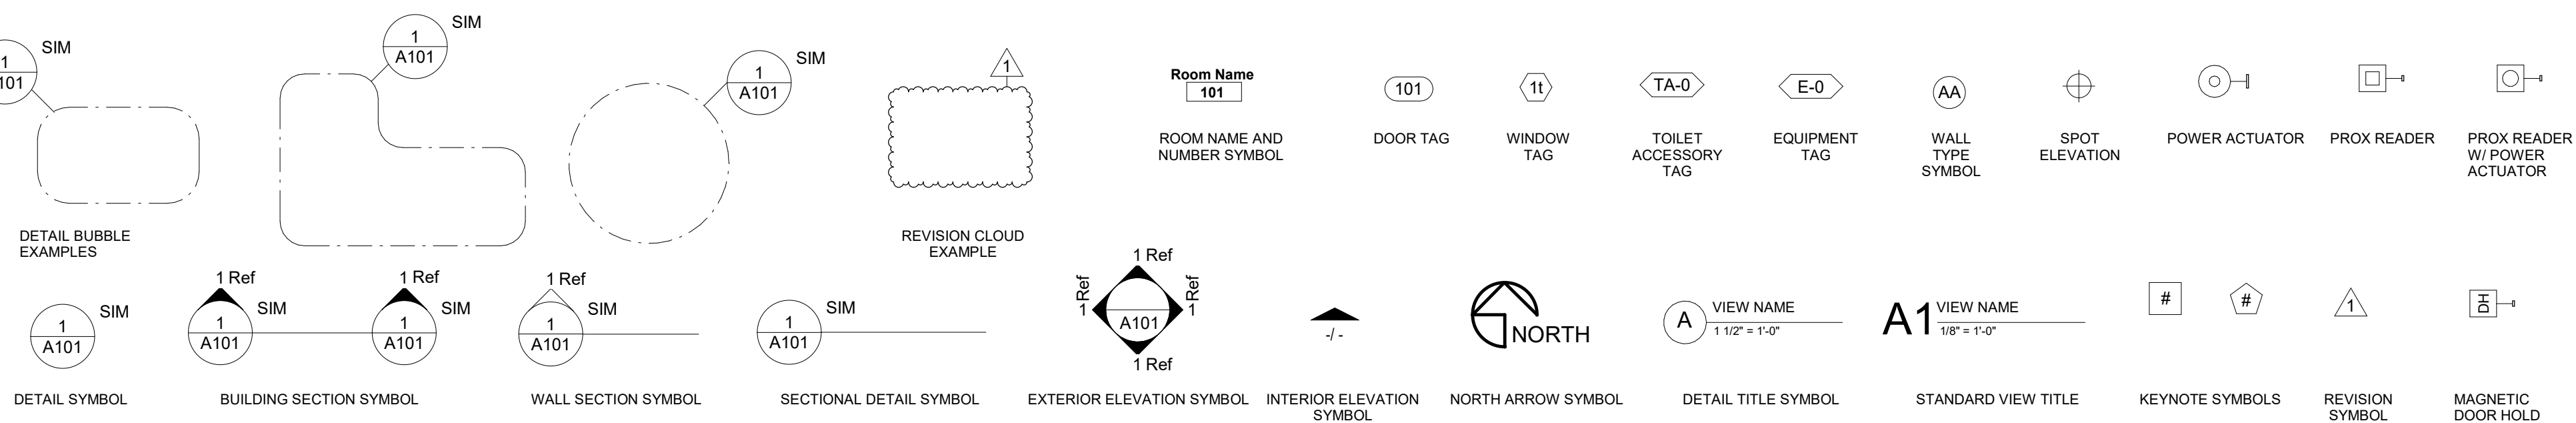 1
101
SIM
1
A101
SIM
1
A101
SIM
1
DETAIL BUBBLE
EXAMPLES
REVISION CLOUD
EXAMPLE
Room Name
101
ROOM NAME AND
NUMBER SYMBOL
101
DOOR TAG
1t
WINDOW
TAG
TA-0
TOILET
ACCESSORY
TAG
E-0
EQUIPMENT
TAG
AA
WALL
TYPE
SYMBOL
SPOT
ELEVATION
POWER ACTUATOR
PROX READER
PROX READER
W/ POWER
ACTUATOR
1
A101
SIM
DETAIL SYMBOL
1 Ref
1
A101
SIM
1 Ref
1
A101
SIM
BUILDING SECTION SYMBOL
1 Ref
1
A101
SIM
WALL SECTION SYMBOL
1
A101
SIM
SECTIONAL DETAIL SYMBOL
1 Ref
1 Ref
A101
1 Ref
1 Ref
EXTERIOR ELEVATION SYMBOL
-/ -
INTERIOR ELEVATION
SYMBOL
NORTH
NORTH ARROW SYMBOL
A
VIEW NAME
1 1/2" = 1'-0"
DETAIL TITLE SYMBOL
A1
VIEW NAME
1/8" = 1'-0"
STANDARD VIEW TITLE
#
#
KEYNOTE SYMBOLS
1
REVISION
SYMBOL
DH
MAGNETIC
DOOR HOLD